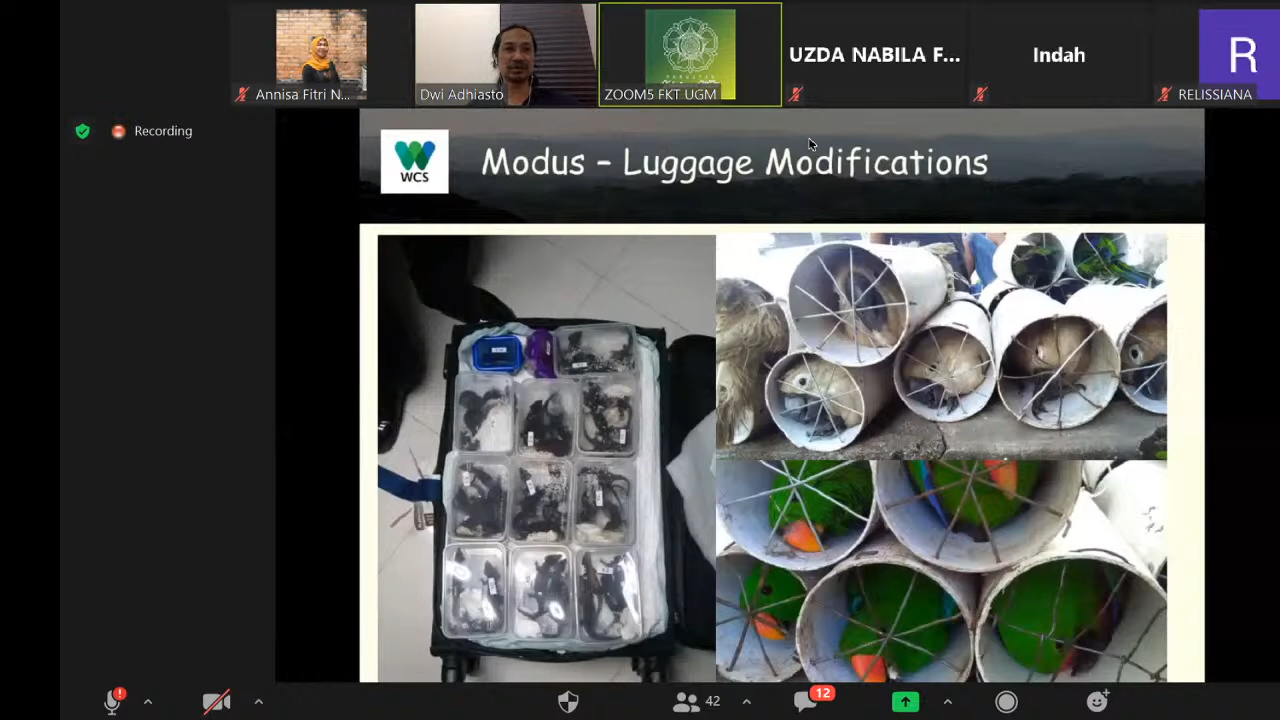 Annisa Fitri N...
Dwi Adhiasto
ZOOM5 FKT UGM
UZDA NABILA F...
Indah
R
RELISSIANA
Recording
WCS
Modus – Luggage Modifications
42
12